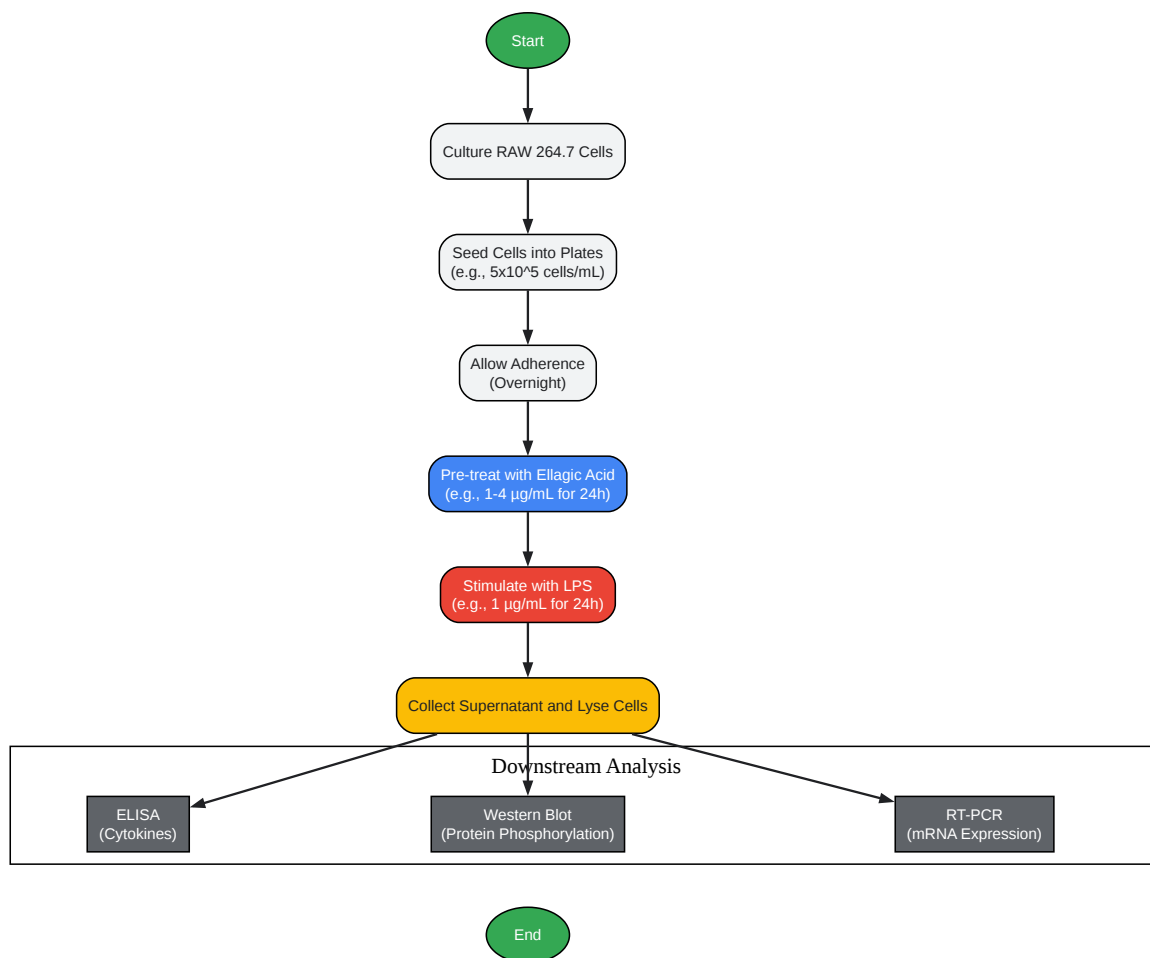 Start
Culture RAW 264.7 Cells
Seed Cells into Plates
(e.g., 5x10^5 cells/mL)
Allow Adherence
(Overnight)
Pre-treat with Ellagic Acid
(e.g., 1-4 µg/mL for 24h)
Stimulate with LPS
(e.g., 1 µg/mL for 24h)
Collect Supernatant and Lyse Cells
Downstream Analysis
ELISA
(Cytokines)
Western Blot
(Protein Phosphorylation)
RT-PCR
(mRNA Expression)
End